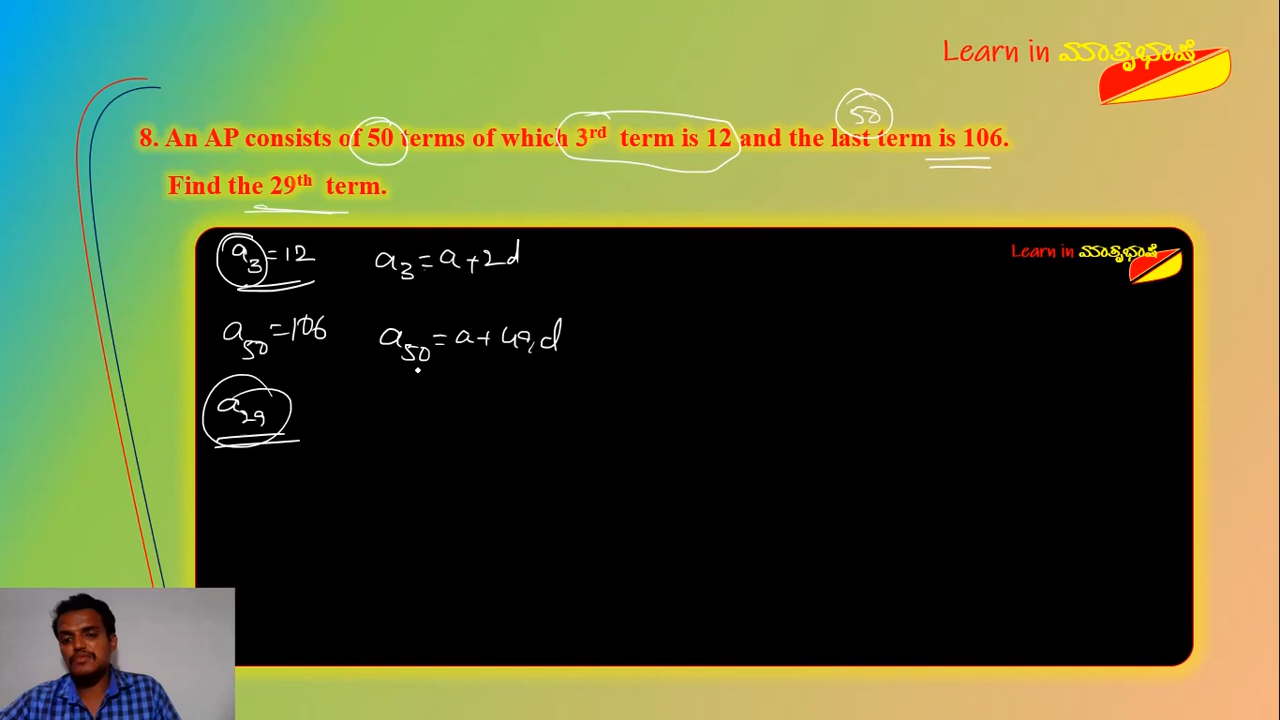 Learn in ಮಾತೃಭಾಷೆ
50
8. An AP consists of 50 terms of which 3rd term is 12 and the last term is 106.
Find the 29th term.
Learn in ಮಾತೃಭಾಷೆ
a3 = 12 a3 = a + 2d
a50 = 106 a50 = a + 49d
a29